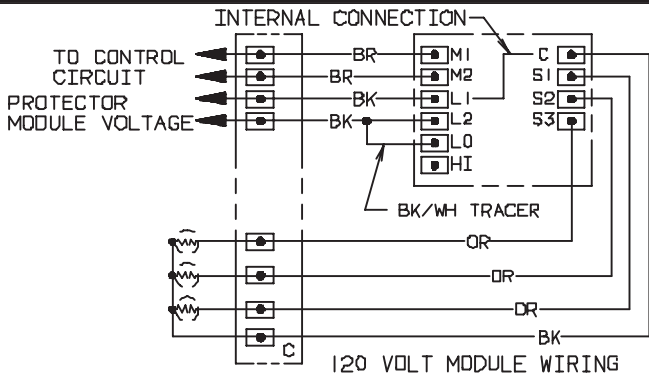 INTERNAL CONNECTION
TO CONTROL
CIRCUIT
PROTECTOR
MODULE VOLTAGE
BR
BR
BK
BK
M1
M2
L1
L2
LO
HI
C
S1
S2
S3
BK/WH TRACER
OR
OR
OR
BK
C
120 VOLT MODULE WIRING